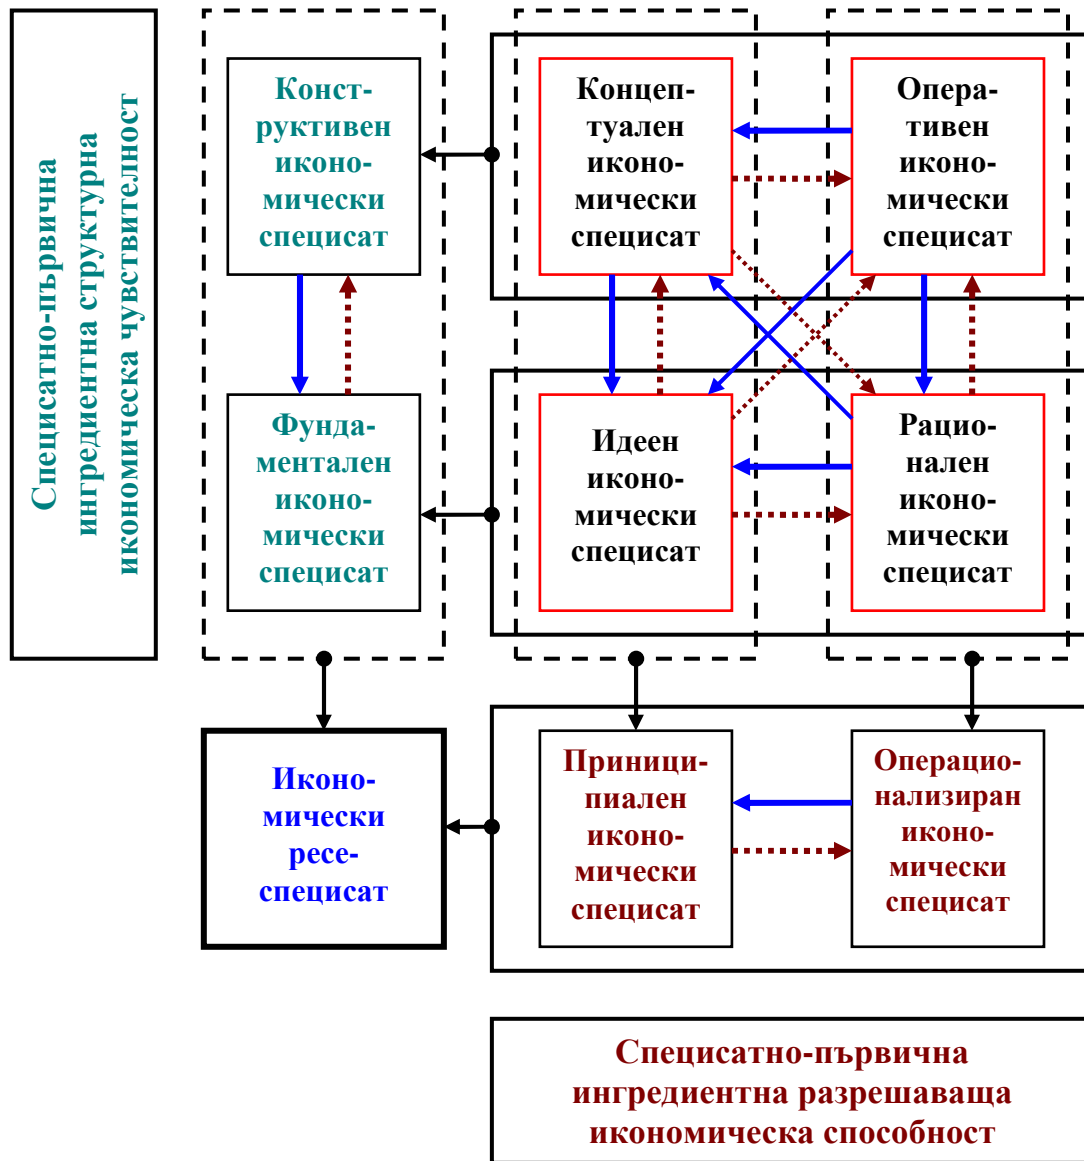 Специсатно-първична
ингредиентна структурна
икономическа чувствителност
Конст-
руктивен
иконо-
мически
специсат
Концеп-
туален
иконо-
мически
специсат
Опера-
тивен
иконо-
мически
специсат
Фунда-
ментален
иконо-
мически
специсат
Идеен
иконо-
мически
специсат
Рацио-
нален
иконо-
мически
специсат
Иконо-
мически
ресе-
специсат
Приници-
пиален
иконо-
мически
специсат
Операцио-
нализиран
иконо-
мически
специсат
Специсатно-първична
ингредиентна разрешаваща
икономическа способност